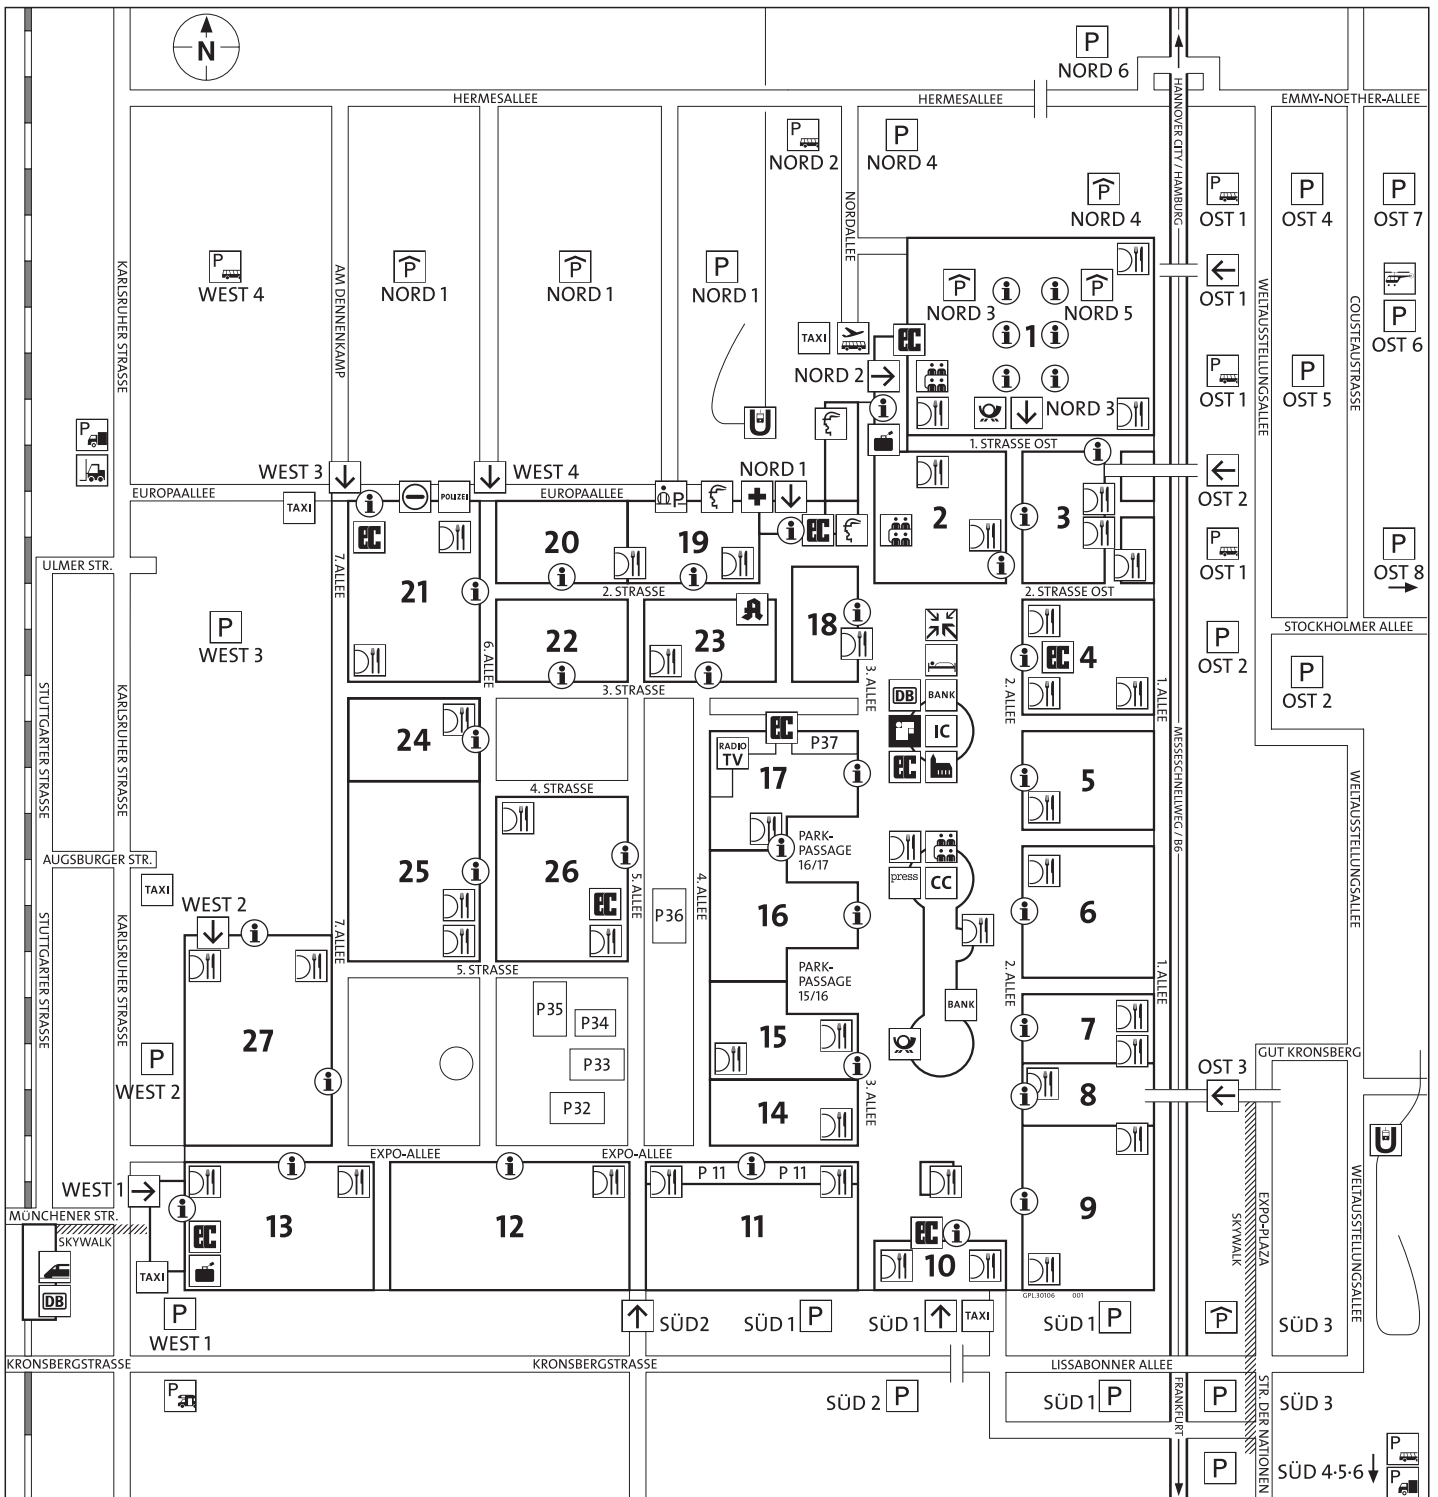 N
P
NORD 6
HERMESALLEE
HERMESALLEE
EMMY-NOETHER-ALLEE
HANNOVER CITY / HAMBURG
P
NORD 2
P
NORD 4
NORDALLEE
P
NORD 4
P
OST 1
P
OST 4
P
OST 7
KARLSRUHER STRASSE
P
WEST 4
AM DENNENKAMP
P
NORD 1
P
NORD 1
P
NORD 1
P
NORD 3
P
NORD 5
1
OST 1
WELTAUSSTELLUNGSALLEE
COUSTEAUSTRASSE
P
OST 6
TAXI
EC
NORD 2
NORD 3
P
OST 1
P
OST 5
P
U
1. STRASSE OST
WEST 3
WEST 4
NORD 1
OST 2
EUROPAALLEE
TAXI
POLIZEI
EUROPAALLEE
P
EC
EC
20
19
2
3
7. ALLEE
21
ULMER STR.
2. STRASSE
2. STRASSE OST
P
OST 1
P
OST 8
P
WEST 3
6. ALLEE
22
23
A
18
3. ALLEE
EC
4
STOCKHOLMER ALLEE
P
OST 2
P
OST 2
3. STRASSE
2. ALLEE
1. ALLEE
STUTTGARTER STRASSE
KARLSRUHER STRASSE
DB
BANK
IC
EC
24
EC
P37
RADIO
TV
17
5
MESSESCHNELLWEG / B6
4. STRASSE
WELTAUSSTELLUNGSALLEE
25
26
EC
5. ALLEE
P36
4. ALLEE
PARK-
PASSAGE
16/17
press
CC
16
6
AUGSBURGER STR.
TAXI
WEST 2
7. ALLEE
STUTTGARTER STRASSE
KARLSRUHER STRASSE
5. STRASSE
PARK-
PASSAGE
15/16
BANK
2. ALLEE
1. ALLEE
27
P35
P34
P33
P32
15
7
GUT KRONSBERG
P
WEST 2
14
3. ALLEE
8
OST 3
U
EXPO-ALLEE
EXPO-ALLEE
P 11
P 11
WEST 1
MÜNCHENER STR.
SKYWALK
EC
13
12
11
EC
10
9
EXPO-PLAZA
SKYWALK
WELTAUSSTELLUNGSALLEE
DB
TAXI
GPL30106 001
P
WEST 1
SÜD2
SÜD 1
P
SÜD 1
TAXI
SÜD 1
P
P
SÜD 3
KRONSBERGSTRASSE
KRONSBERGSTRASSE
LISSABONNER ALLEE
P
SÜD 2
P
SÜD 1
P
FRANKFURT
P
SÜD 3
STR. DER NATIONEN
P
SÜD 4·5·6
P
P